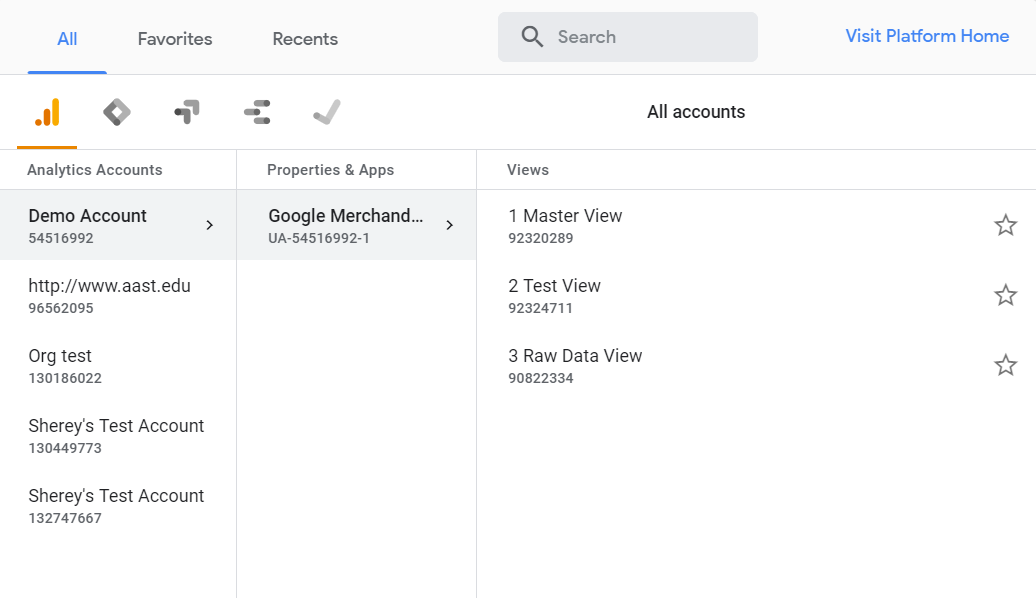 All Favorites Recents Search Visit Platform Home
All accounts
Analytics Accounts Properties & Apps Views
Demo Account Google Merchand... 1 Master View
54516992 UA-54516992-1 92320289
http://www.aast.edu 2 Test View
96562095 92324711
Org test 3 Raw Data View
130186022 90822334
Sherey's Test Account
130449773
Sherey's Test Account
132747667